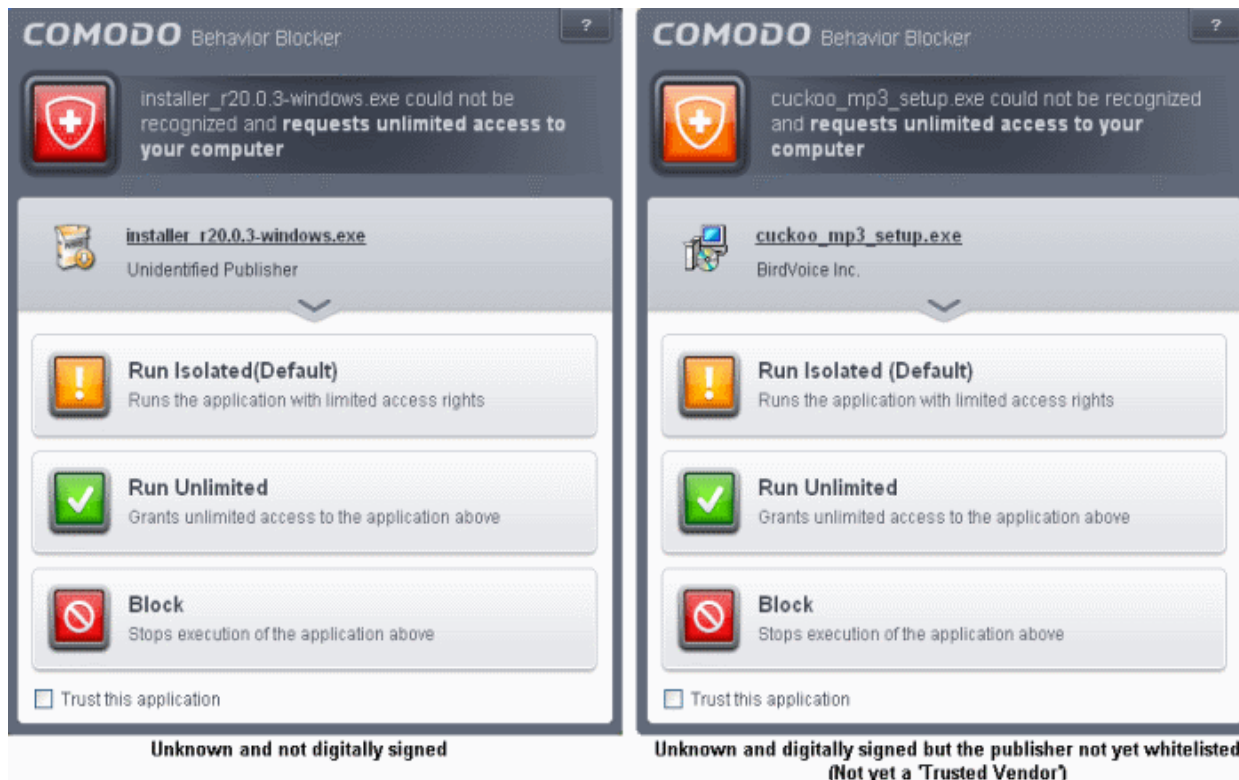 COMODO Behavior Blocker
?
installer_r20.0.3-windows.exe could not be
recognized and requests unlimited access to
your computer
installer_r20.0.3-windows.exe
Unidentified Publisher
Run Isolated(Default)
Runs the application with limited access rights
Run Unlimited
Grants unlimited access to the application above
Block
Stops execution of the application above
Trust this application
Unknown and not digitally signed
COMODO Behavior Blocker
?
cuckoo_mp3_setup.exe could not be recognized
and requests unlimited access to your
computer
cuckoo_mp3_setup.exe
BirdVoice Inc.
Run Isolated (Default)
Runs the application with limited access rights
Run Unlimited
Grants unlimited access to the application above
Block
Stops execution of the application above
Trust this application
Unknown and digitally signed but the publisher not yet whitelisted
(Not yet a 'Trusted Vendor')